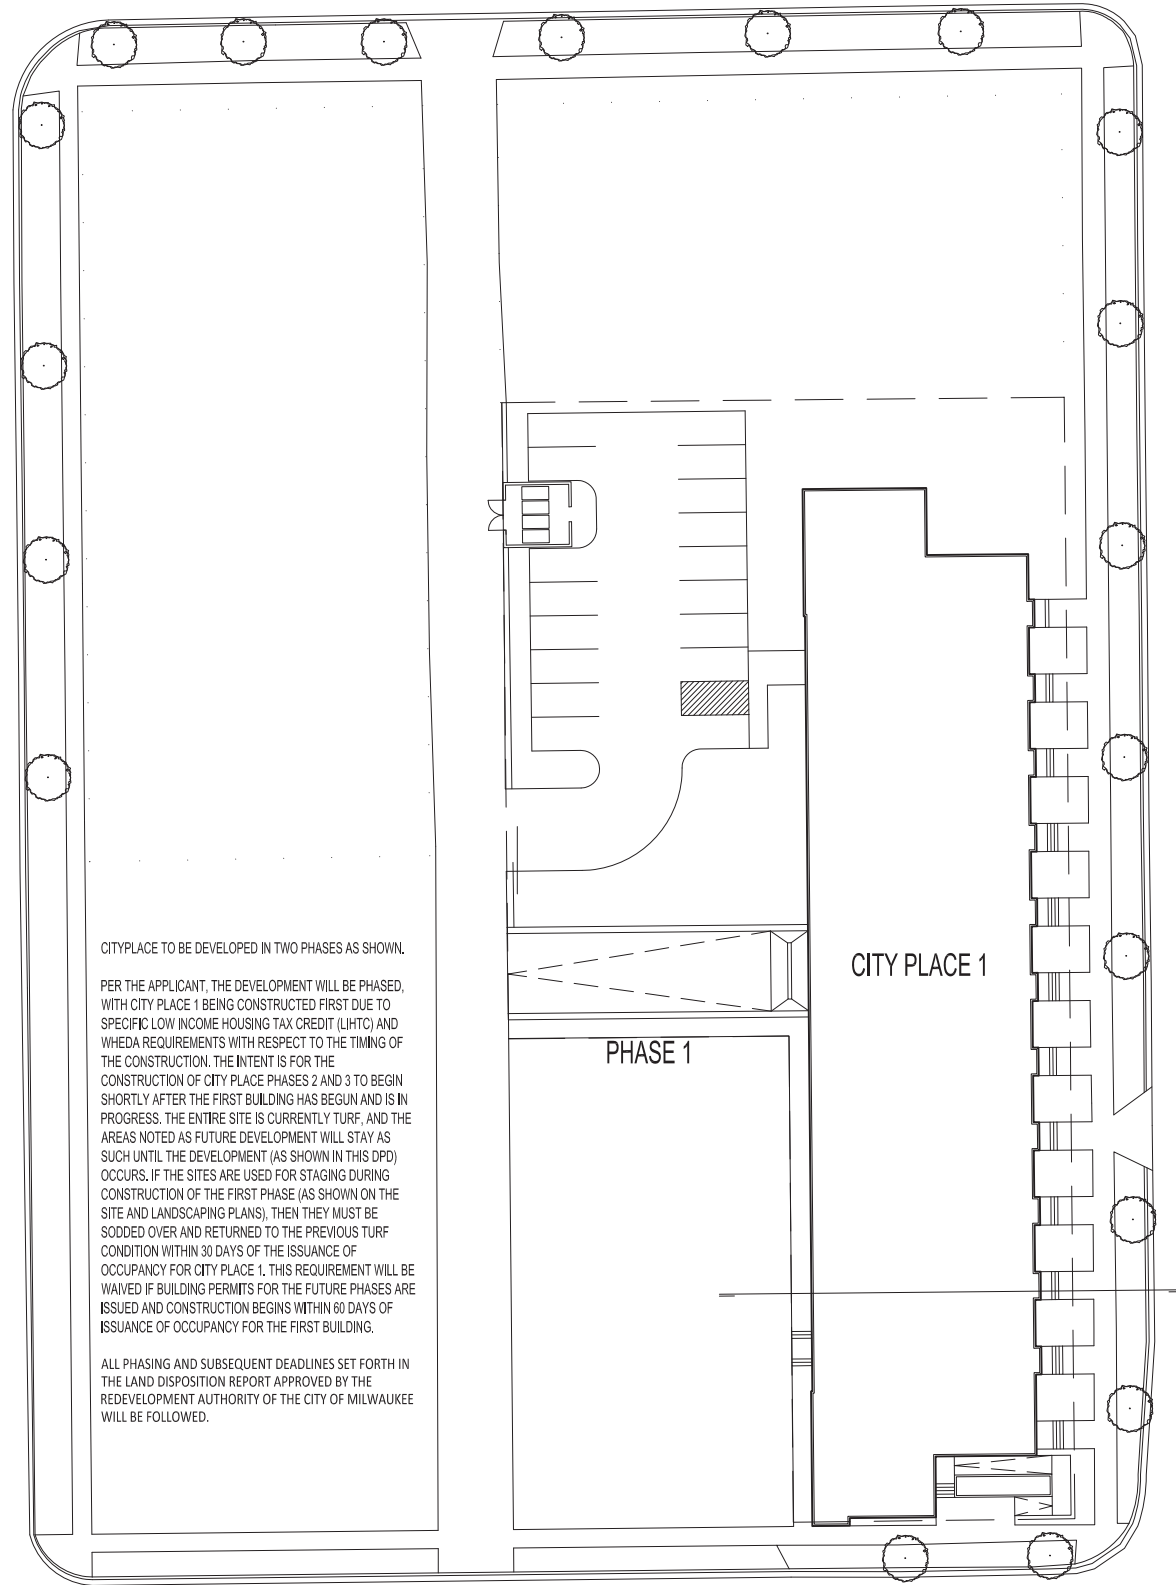 CITYPLACE TO BE DEVELOPED IN TWO PHASES AS SHOWN.
PER THE APPLICANT, THE DEVELOPMENT WILL BE PHASED,
WITH CITY PLACE 1 BEING CONSTRUCTED FIRST DUE TO
SPECIFIC LOW INCOME HOUSING TAX CREDIT (LIHTC) AND
WHEDA REQUIREMENTS WITH RESPECT TO THE TIMING OF
THE CONSTRUCTION. THE INTENT IS FOR THE
CONSTRUCTION OF CITY PLACE PHASES 2 AND 3 TO BEGIN
SHORTLY AFTER THE FIRST BUILDING HAS BEGUN AND IS IN
PROGRESS. THE ENTIRE SITE IS CURRENTLY TURF, AND THE
AREAS NOTED AS FUTURE DEVELOPMENT WILL STAY AS
SUCH UNTIL THE DEVELOPMENT (AS SHOWN IN THIS DPD)
OCCURS. IF THE SITES ARE USED FOR STAGING DURING
CONSTRUCTION OF THE FIRST PHASE (AS SHOWN ON THE
SITE AND LANDSCAPING PLANS), THEN THEY MUST BE
SODDED OVER AND RETURNED TO THE PREVIOUS TURF
CONDITION WITHIN 30 DAYS OF THE ISSUANCE OF
OCCUPANCY FOR CITY PLACE 1. THIS REQUIREMENT WILL BE
WAIVED IF BUILDING PERMITS FOR THE FUTURE PHASES ARE
ISSUED AND CONSTRUCTION BEGINS WITHIN 60 DAYS OF
ISSUANCE OF OCCUPANCY FOR THE FIRST BUILDING.
ALL PHASING AND SUBSEQUENT DEADLINES SET FORTH IN
THE LAND DISPOSITION REPORT APPROVED BY THE
REDEVELOPMENT AUTHORITY OF THE CITY OF MILWAUKEE
WILL BE FOLLOWED.
PHASE 1
CITY PLACE 1